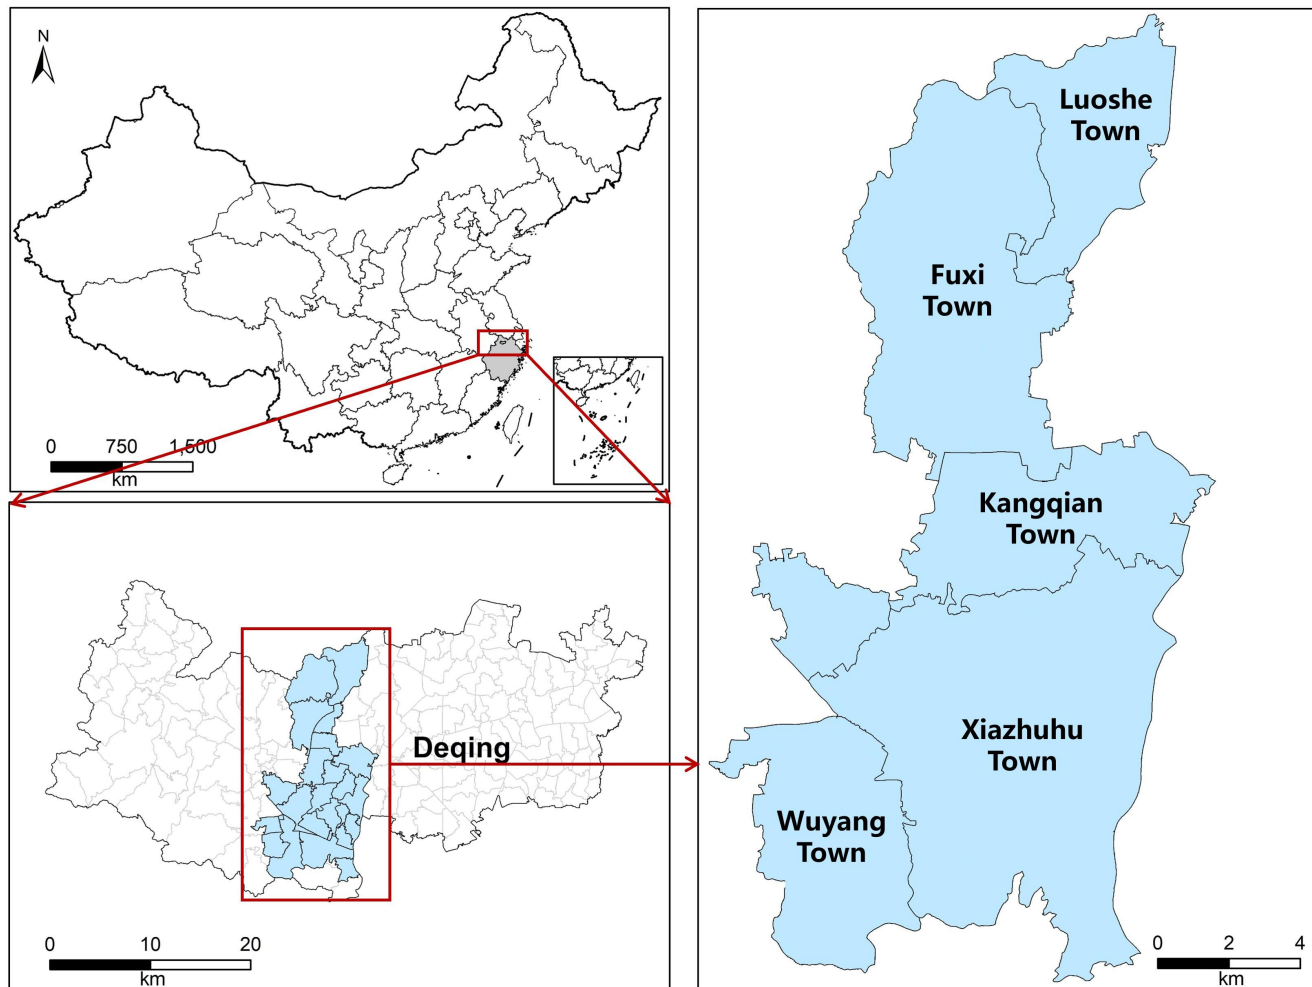 N
0 750 1,500
km
Deqing
0 10 20
km
Luoshe
Town
Fuxi
Town
Kangqian
Town
Xiazhuhu
Town
Wuyang
Town
0 2 4
km